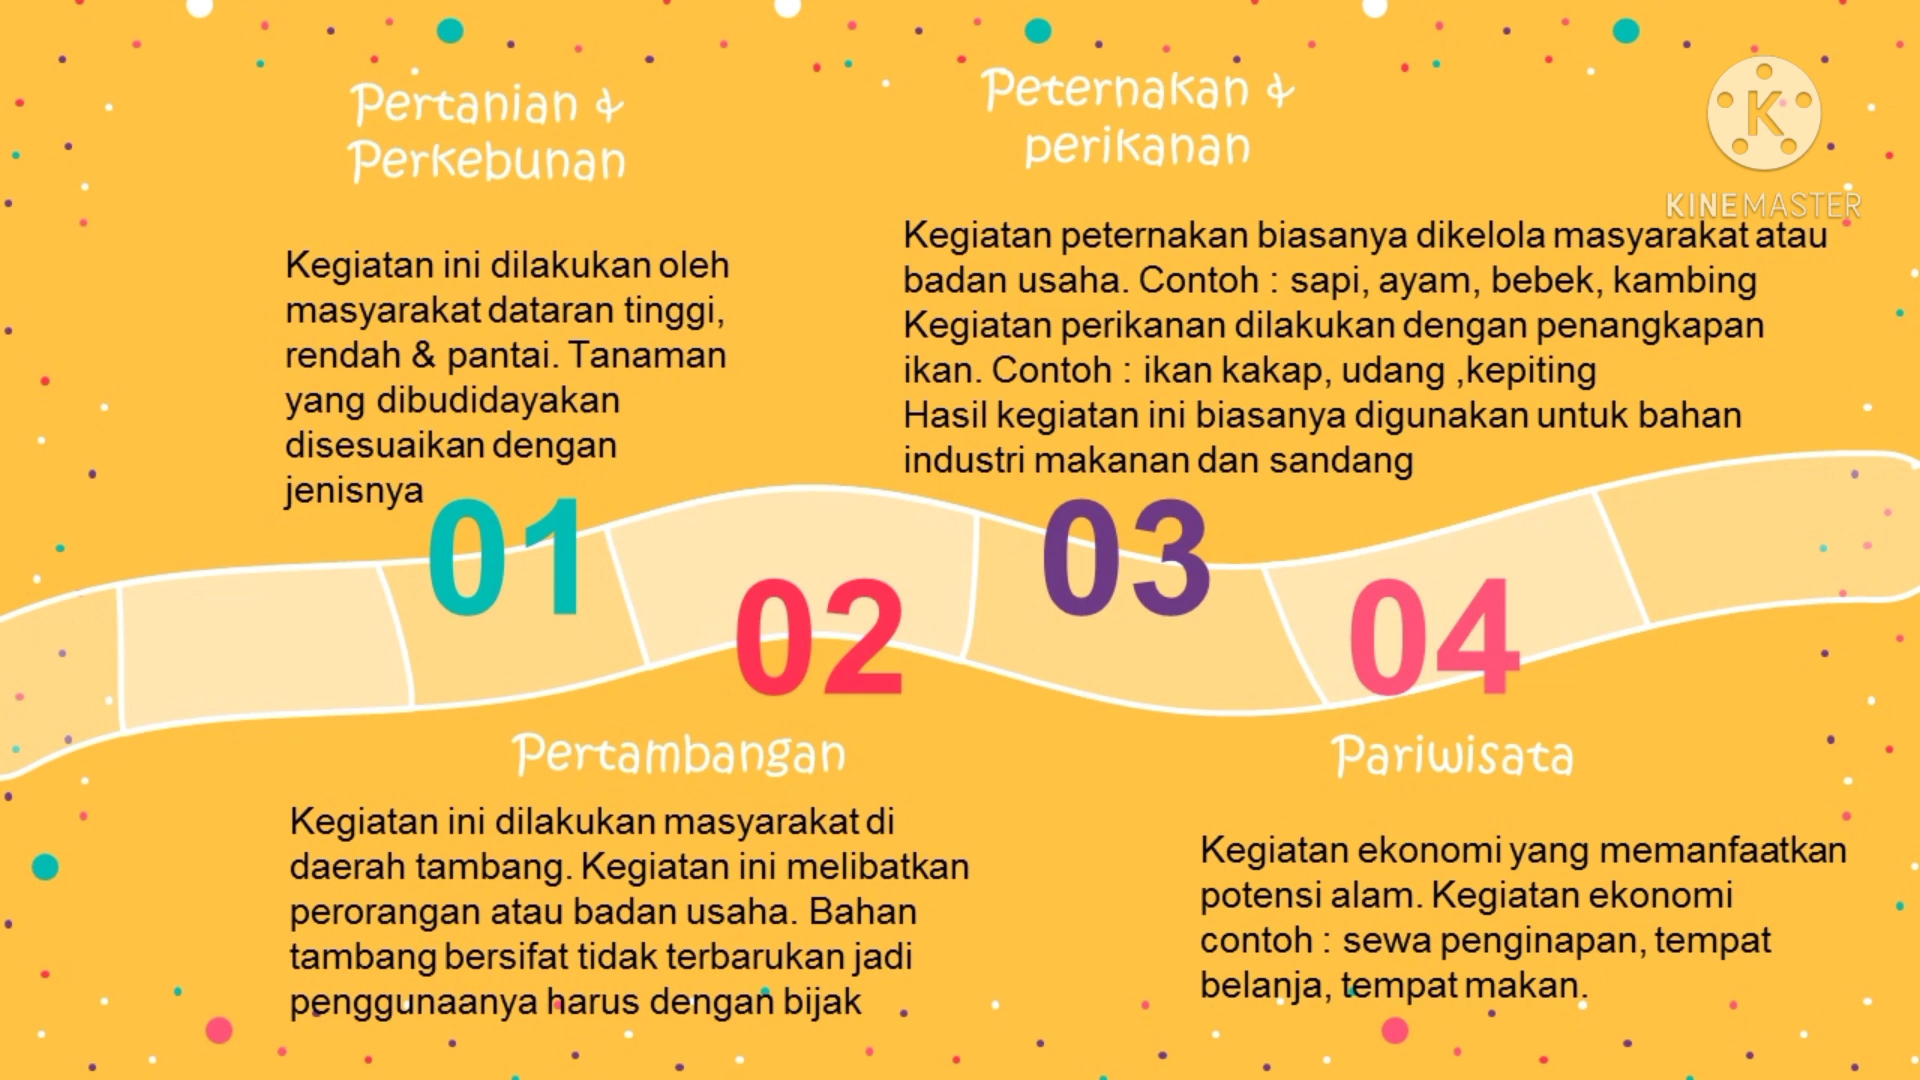 Pertanian &
Perkebunan
Kegiatan ini dilakukan oleh
masyarakat dataran tinggi,
rendah & pantai. Tanaman
yang dibudidayakan
disesuaikan dengan
jenisnya
01
02
Pertambangan
Kegiatan ini dilakukan masyarakat di
daerah tambang. Kegiatan ini melibatkan
perorangan atau badan usaha. Bahan
tambang bersifat tidak terbarukan jadi
penggunaanya harus dengan bijak
Peternakan &
perikanan
Kegiatan peternakan biasanya dikelola masyarakat atau
badan usaha. Contoh : sapi, ayam, bebek, kambing
Kegiatan perikanan dilakukan dengan penangkapan
ikan. Contoh : ikan kakap, udang ,kepiting
Hasil kegiatan ini biasanya digunakan untuk bahan
industri makanan dan sandang
03
04
Pariwisata
Kegiatan ekonomi yang memanfaatkan
potensi alam. Kegiatan ekonomi
contoh : sewa penginapan, tempat
belanja, tempat makan.
K
KINEMASTER